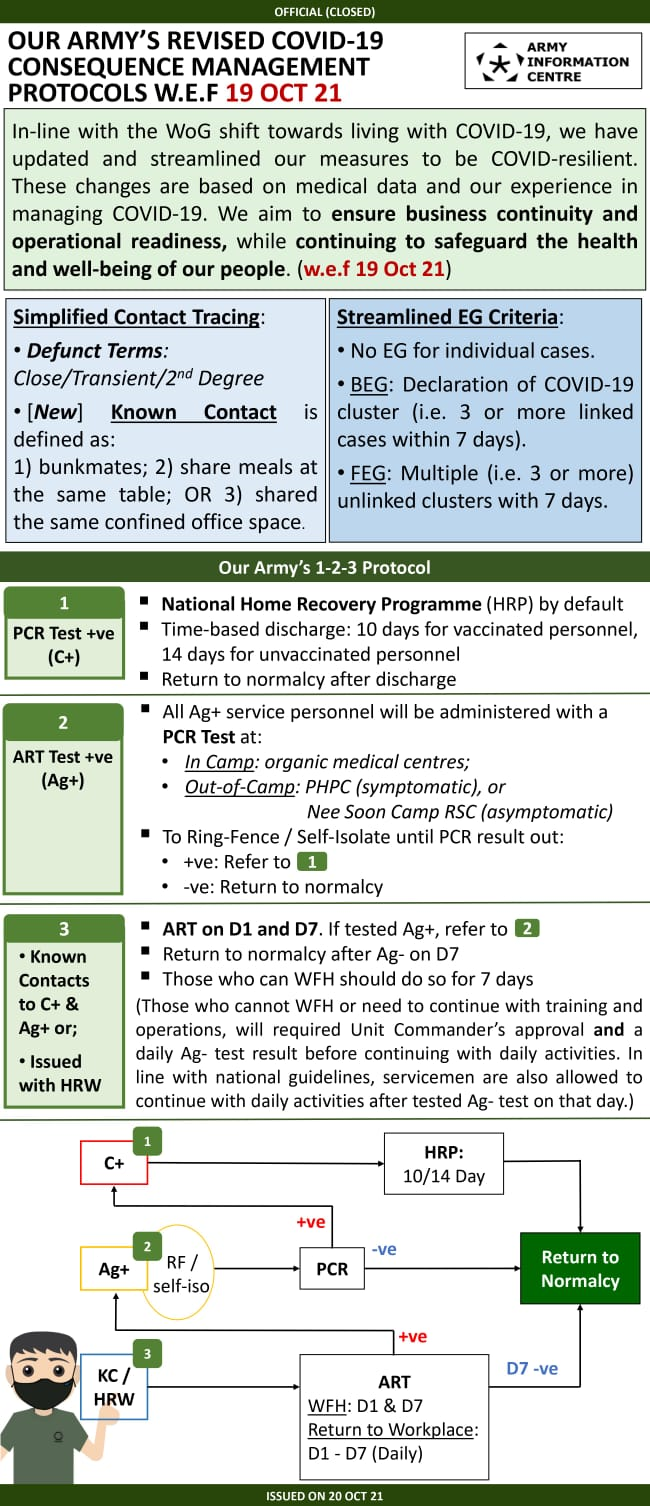 OFFICIAL (CLOSED)
OUR ARMY'S REVISED COVID-19
CONSEQUENCE MANAGEMENT
PROTOCOLS W.E.F 19 OCT 21
ARMY
INFORMATION
CENTRE
In-line with the WoG shift towards living with COVID-19, we have
updated and streamlined our measures to be COVID-resilient.
These changes are based on medical data and our experience in
managing COVID-19. We aim to ensure business continuity and
operational readiness, while continuing to safeguard the health
and well-being of our people. (w.e.f 19 Oct 21)
Simplified Contact Tracing:
• Defunct Terms:
Close/Transient/2nd Degree
• [New] Known Contact is
defined as:
1) bunkmates; 2) share meals at
the same table; OR 3) shared
the same confined office space.
Streamlined EG Criteria:
• No EG for individual cases.
• BEG: Declaration of COVID-19
cluster (i.e. 3 or more linked
cases within 7 days).
• FEG: Multiple (i.e. 3 or more)
unlinked clusters with 7 days.
Our Army's 1-2-3 Protocol
1
PCR Test +ve
(C+)
▪ National Home Recovery Programme (HRP) by default
▪ Time-based discharge: 10 days for vaccinated personnel,
14 days for unvaccinated personnel
▪ Return to normalcy after discharge
2
ART Test +ve
(Ag+)
▪ All Ag+ service personnel will be administered with a
PCR Test at:
• In Camp: organic medical centres;
• Out-of-Camp: PHPC (symptomatic), or
Nee Soon Camp RSC (asymptomatic)
▪ To Ring-Fence / Self-Isolate until PCR result out:
• +ve: Refer to 1
• -ve: Return to normalcy
3
• Known
Contacts
to C+ &
Ag+ or;
• Issued
with HRW
▪ ART on D1 and D7. If tested Ag+, refer to 2
▪ Return to normalcy after Ag- on D7
▪ Those who can WFH should do so for 7 days
(Those who cannot WFH or need to continue with training and
operations, will required Unit Commander's approval and a
daily Ag- test result before continuing with daily activities. In
line with national guidelines, servicemen are also allowed to
continue with daily activities after tested Ag- test on that day.)
1
C+
HRP:
10/14 Day
+ve
2
Ag+
RF /
self-iso
PCR
-ve
Return to
Normalcy
+ve
3
KC /
HRW
ART
WFH: D1 & D7
Return to Workplace:
D1 - D7 (Daily)
D7 -ve
ISSUED ON 20 OCT 21